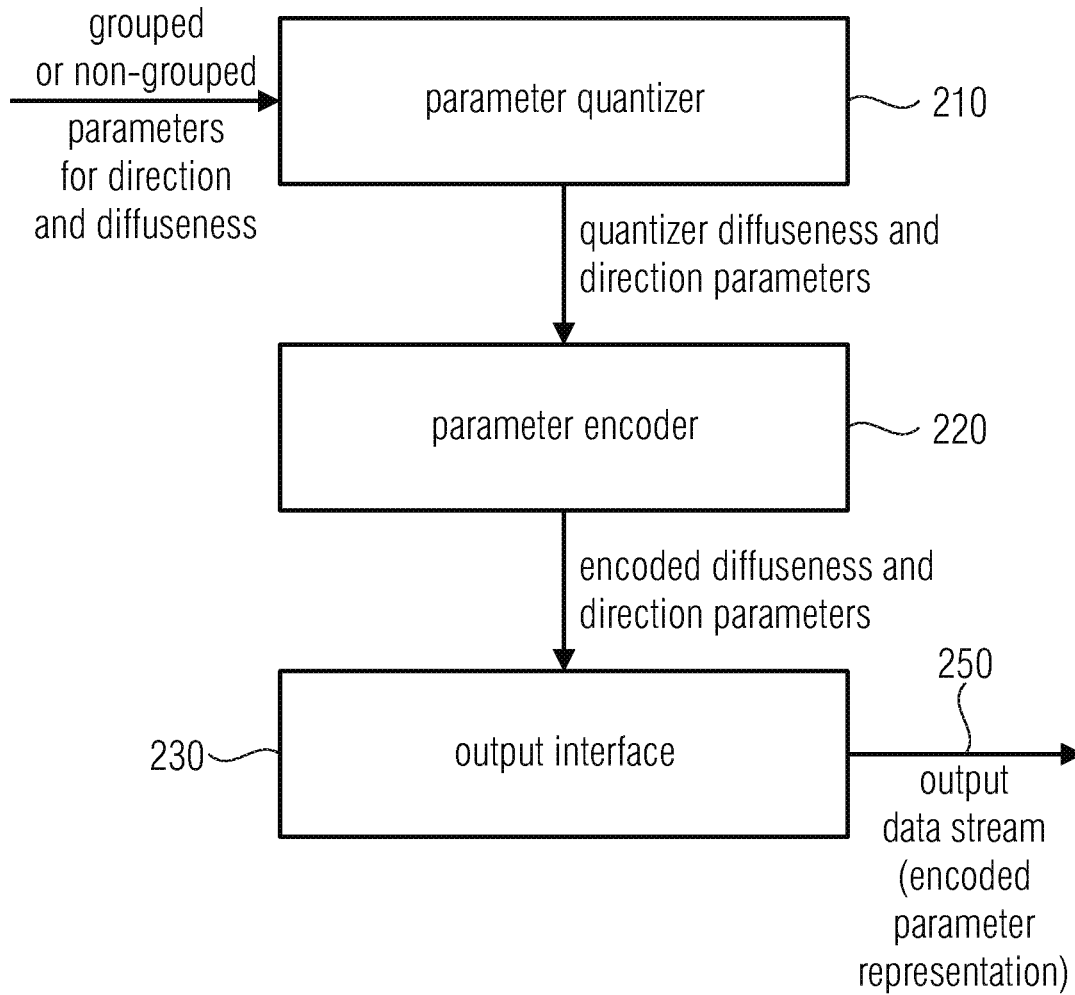 grouped
or non-grouped
parameters
for direction
and diffuseness
parameter quantizer
210
quantizer diffuseness and
direction parameters
parameter encoder
220
encoded diffuseness and
direction parameters
230
output interface
250
output
data stream
(encoded
parameter
representation)